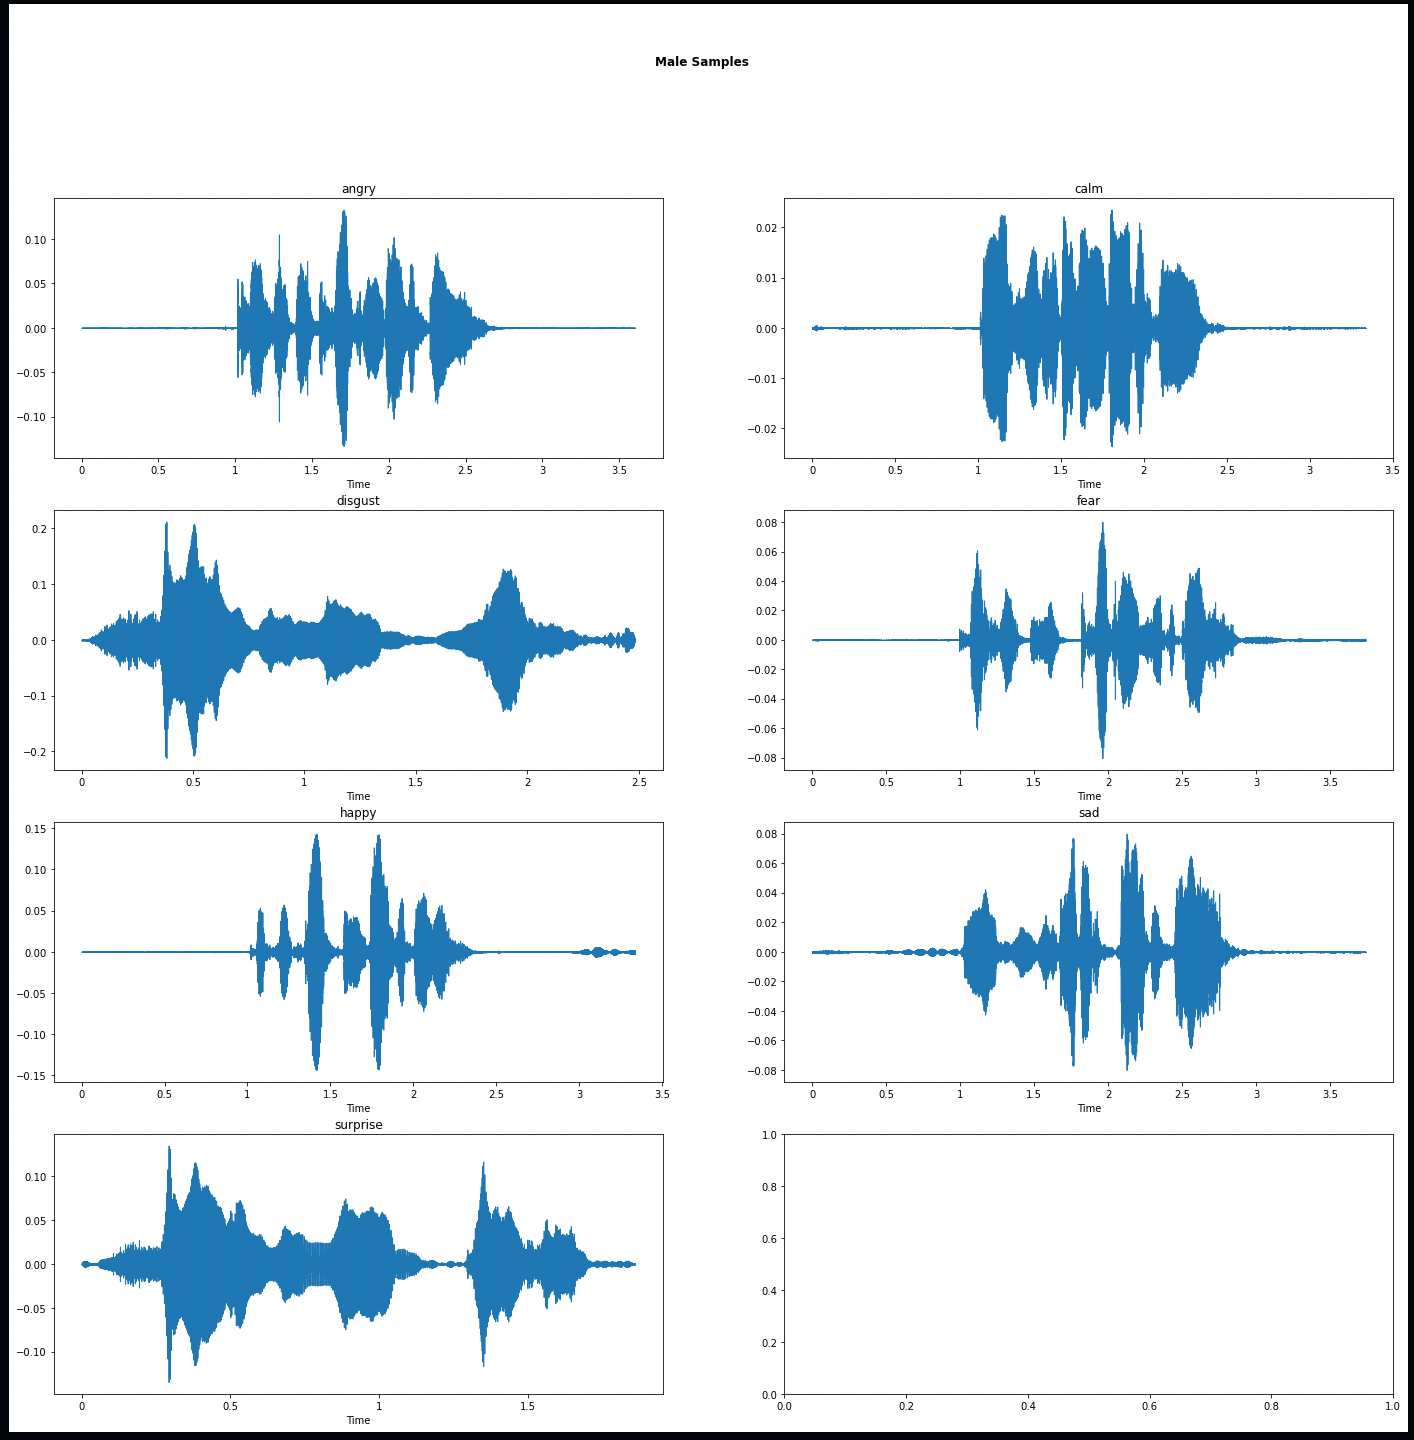 Male Samples
angry
0.10
0.05
0.00
−0.05
−0.10
0 0.5 1 1.5 2 2.5 3 3.5
Time
calm
0.02
0.01
0.00
−0.01
−0.02
0 0.5 1 1.5 2 2.5 3 3.5
Time
disgust
0.2
0.1
0.0
−0.1
−0.2
0 0.5 1 1.5 2 2.5
Time
fear
0.08
0.06
0.04
0.02
0.00
−0.02
−0.04
−0.06
−0.08
0 0.5 1 1.5 2 2.5 3 3.5
Time
happy
0.15
0.10
0.05
0.00
−0.05
−0.10
−0.15
0 0.5 1 1.5 2 2.5 3 3.5
Time
sad
0.08
0.06
0.04
0.02
0.00
−0.02
−0.04
−0.06
−0.08
0 0.5 1 1.5 2 2.5 3 3.5
Time
surprise
0.10
0.05
0.00
−0.05
−0.10
0 0.5 1 1.5
Time
1.0
0.8
0.6
0.4
0.2
0.0
0.0 0.2 0.4 0.6 0.8 1.0